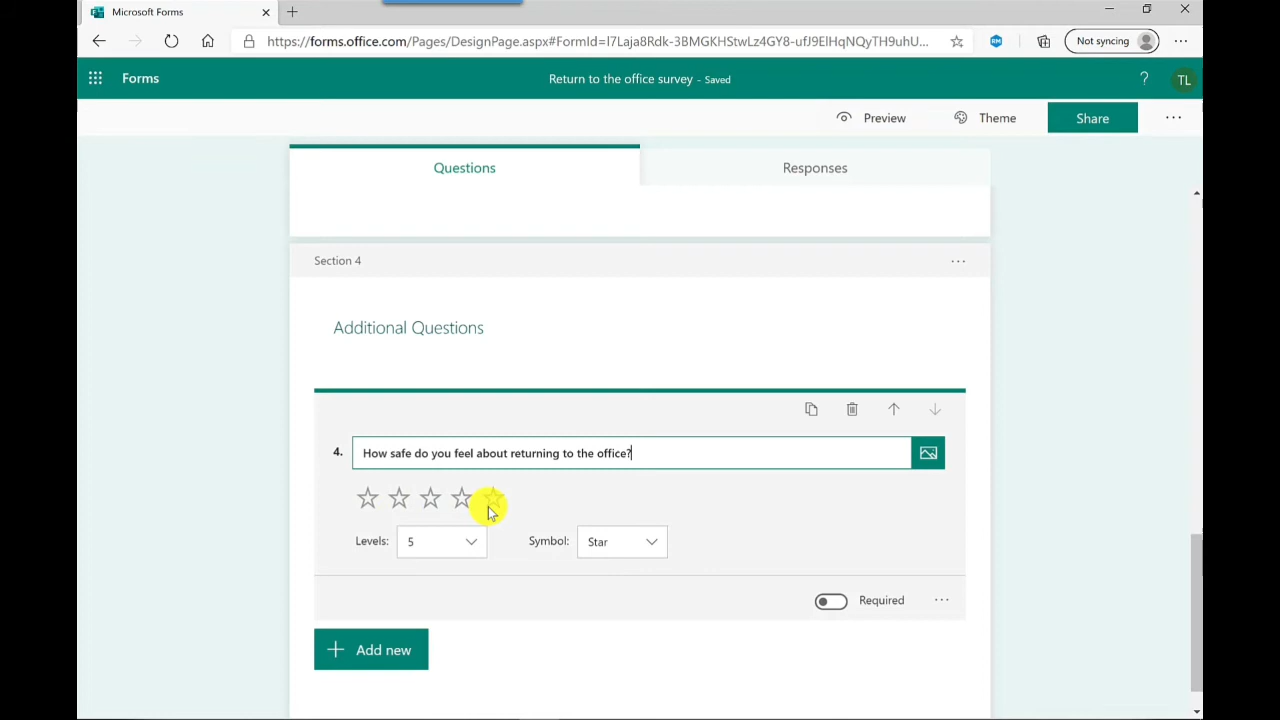 Microsoft Forms
https://forms.office.com/Pages/DesignPage.aspx#FormId=l7Laja8Rdk-3BMGKHStwLz4GY8-ufJ9ElHqNQyTH9uhU...
Not syncing
Forms
Return to the office survey - Saved
?
TL
Preview
Theme
Share
Questions
Responses
Section 4
Additional Questions
4. How safe do you feel about returning to the office?
Levels: 5 Symbol: Star
Required
Add new